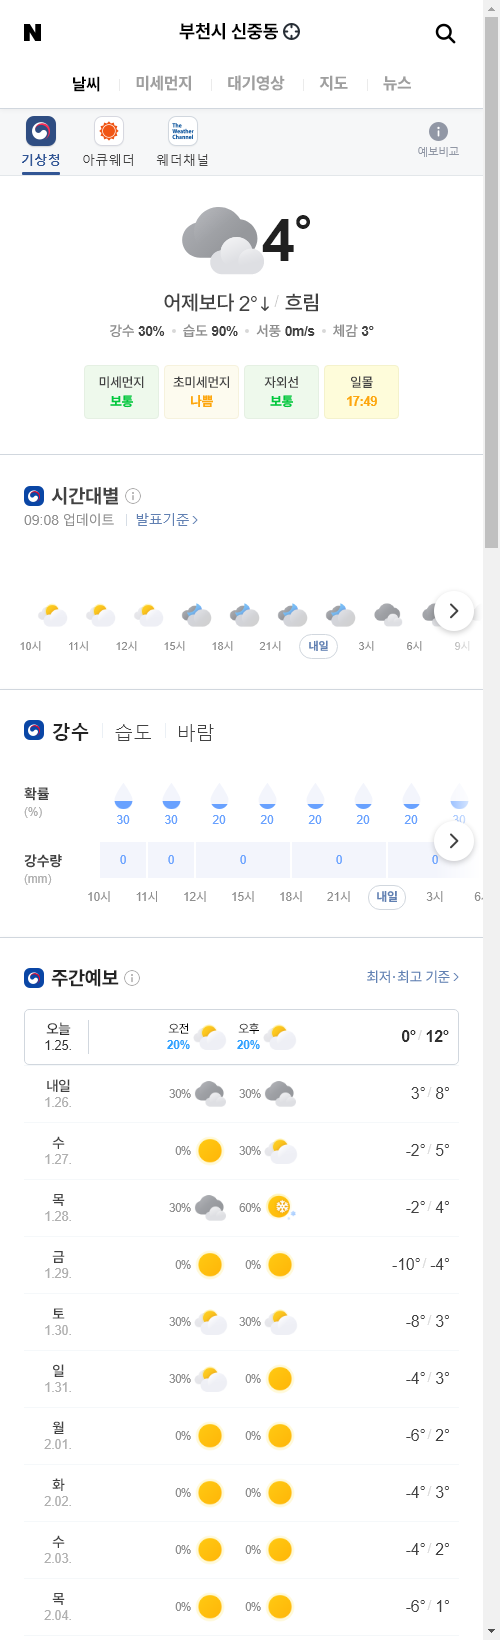 N 부천시 신중동
날씨 미세먼지 대기영상 지도 뉴스
The Weather Channel
기상청 아큐웨더 웨더채널 예보비교
4°
어제보다 2°↓ / 흐림
강수 30% • 습도 90% • 서풍 0m/s • 체감 3°
미세먼지 초미세먼지 자외선 일몰
보통 나쁨 보통 17:49
시간대별
09:08 업데이트 발표기준 >
10시 11시 12시 15시 18시 21시 내일 3시 6시 9시
강수 습도 바람
확률
(%)
30 30 20 20 20 20 20 30
강수량
(mm)
0 0 0 0 0
10시 11시 12시 15시 18시 21시 내일 3시
주간예보 최저·최고 기준 >
오늘 오전 오후
1.25. 20% 20% 0° / 12°
내일
1.26. 30% 30% 3° / 8°
수
1.27. 0% 30% -2° / 5°
목
1.28. 30% 60% -2° / 4°
금
1.29. 0% 0% -10° / -4°
토
1.30. 30% 30% -8° / 3°
일
1.31. 30% 0% -4° / 3°
월
2.01. 0% 0% -6° / 2°
화
2.02. 0% 0% -4° / 3°
수
2.03. 0% 0% -4° / 2°
목
2.04. 0% 0% -6° / 1°